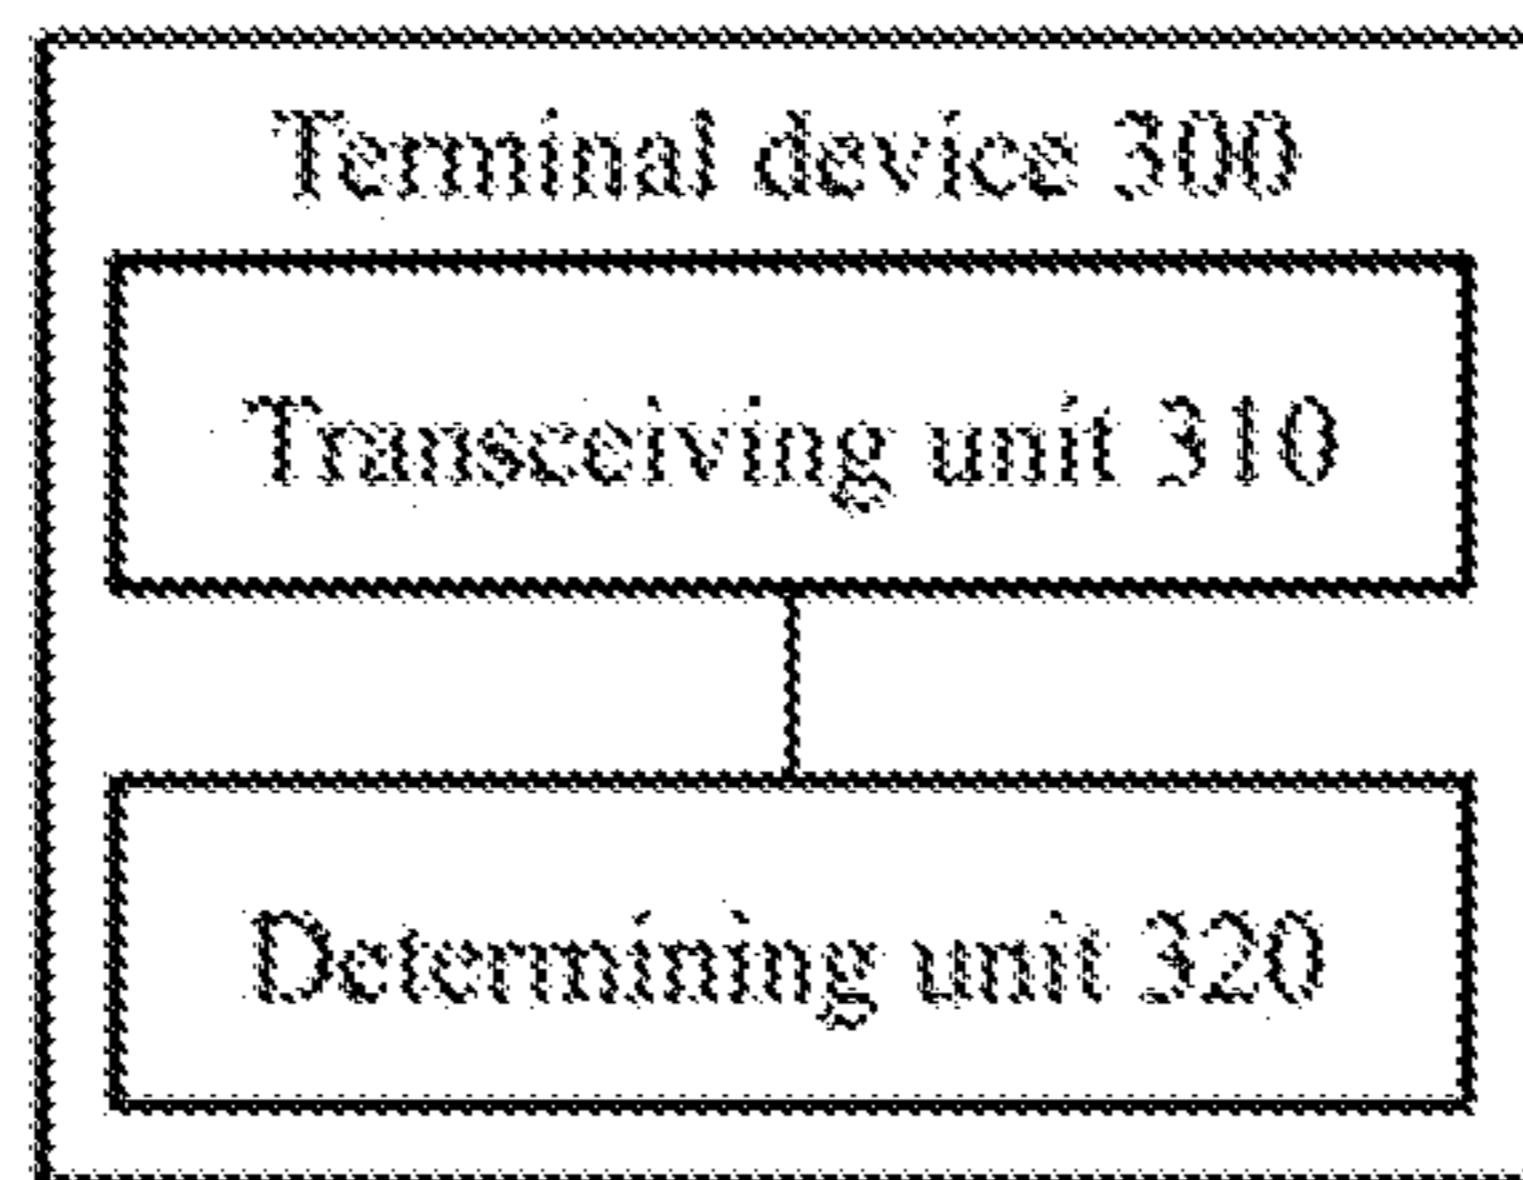 Terminal device 300
Transceiving unit 310
Determining unit 320